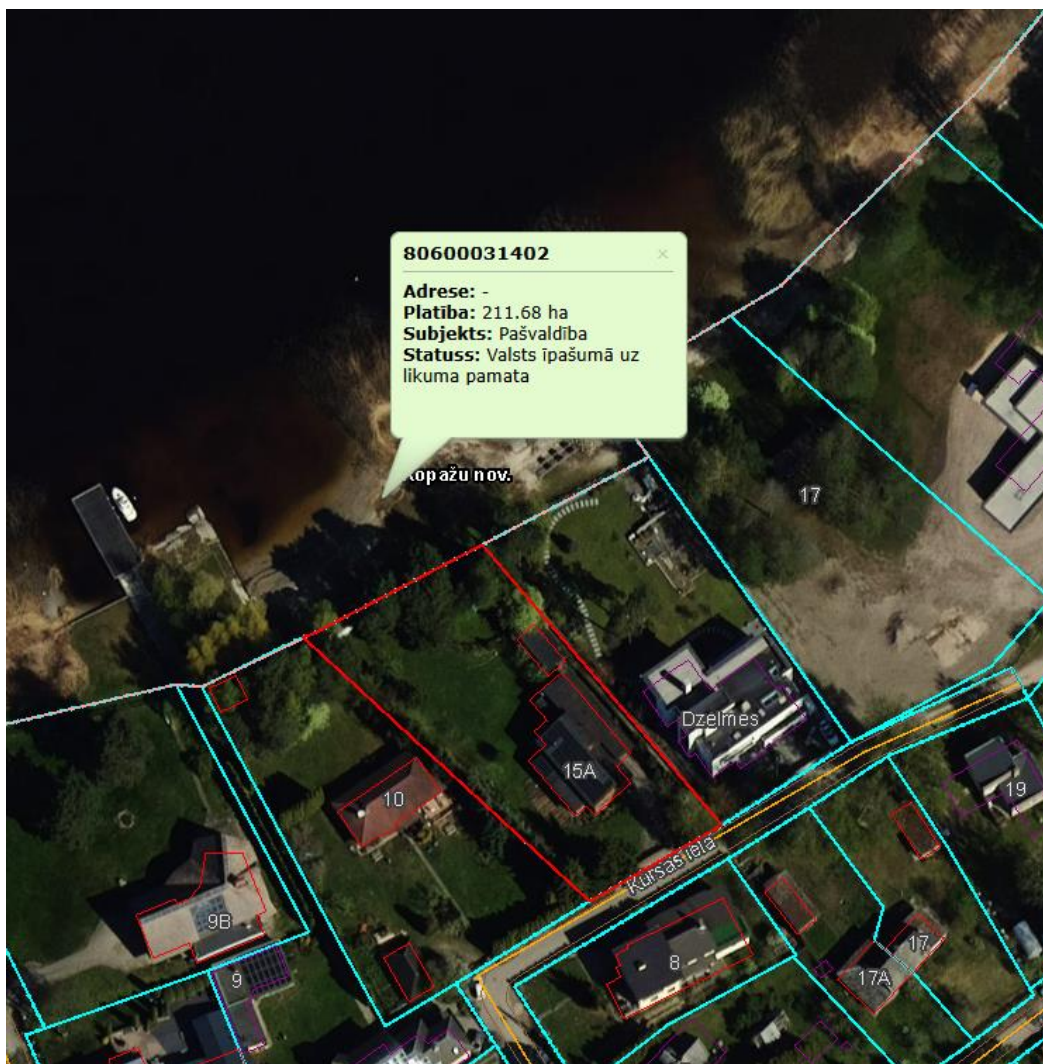 80600031402 ×
Adrese: -
Platība: 211.68 ha
Subjekts: Pašvaldība
Statuss: Valsts īpašumā uz
likuma pamata
opažu nov.
17
Dzelmes
15A
10
19
Kursas iela
9B
8
17
17A
9